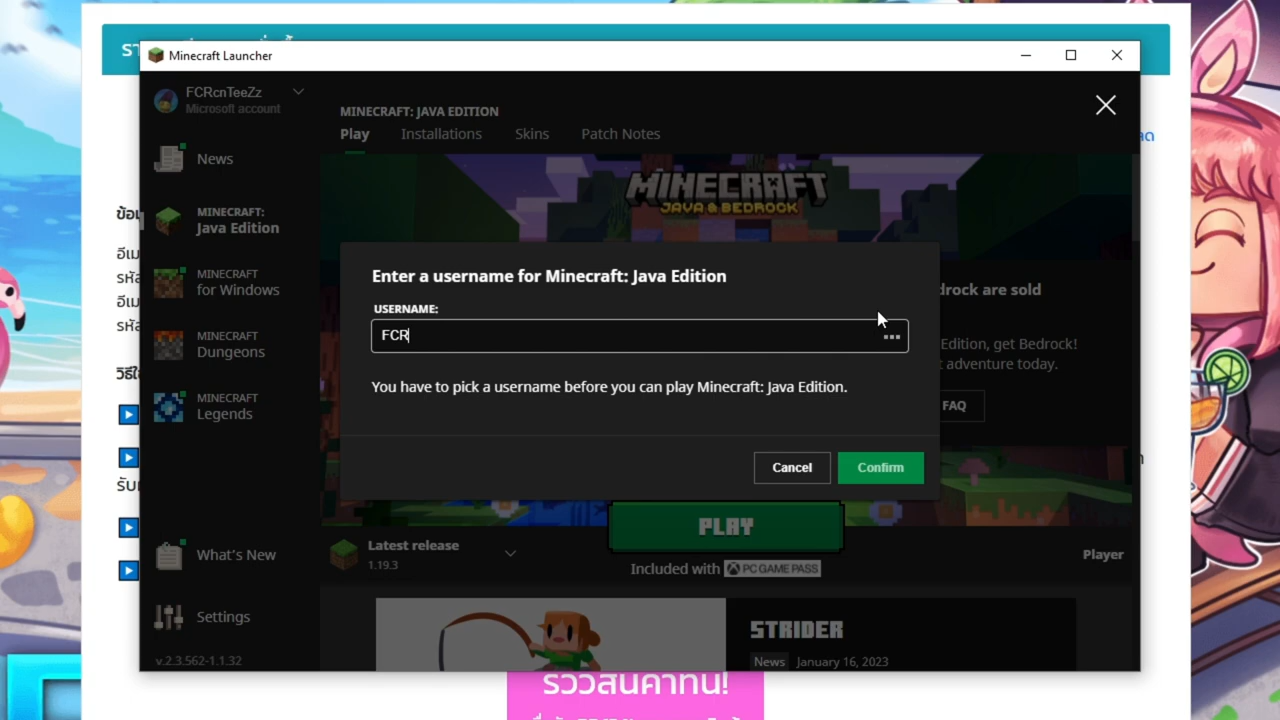 Minecraft Launcher
FCRcnTeeZz
Microsoft account
MINECRAFT: JAVA EDITION
Play Installations Skins Patch Notes
News
MINECRAFT:
Java Edition
MINECRAFT
for Windows
MINECRAFT
Dungeons
MINECRAFT
Legends
What's New
Settings
v.2.3.562-1.1.32
MINECRAFT
JAVA & BEDROCK
Enter a username for Minecraft: Java Edition
USERNAME:
FCR
You have to pick a username before you can play Minecraft: Java Edition.
Cancel Confirm
are sold
Edition, get Bedrock!
adventure today.
FAQ
PLAY
Latest release
1.19.3
Included with PC GAME PASS
Player
STRIDER
News January 16, 2023